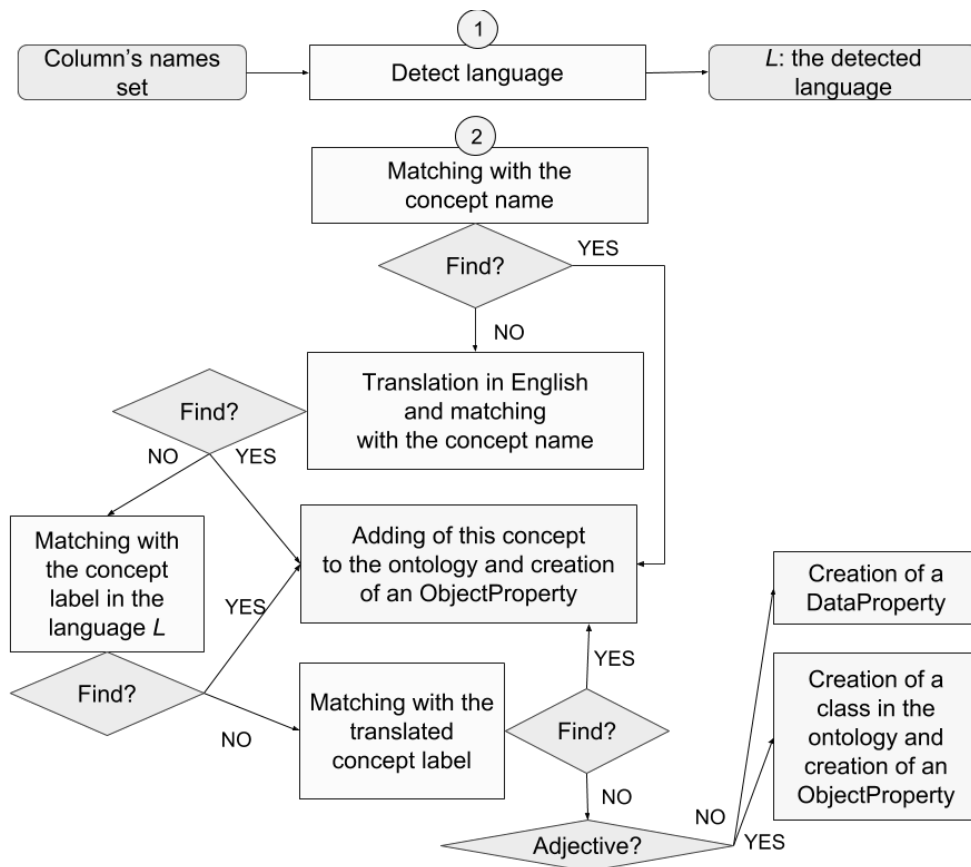 1
Column's names
set
Detect language
L: the detected
language
2
Matching with the
concept name
Find?
YES
NO
Translation in English
and matching
with the concept name
Find?
NO
YES
Matching with
the concept
label in the
language L
Adding of this concept
to the ontology and creation
of an ObjectProperty
YES
Find?
NO
Matching with the
translated
concept label
Find?
YES
NO
Adjective?
NO
YES
Creation of a
DataProperty
Creation of a
class in the
ontology and
creation of an
ObjectProperty